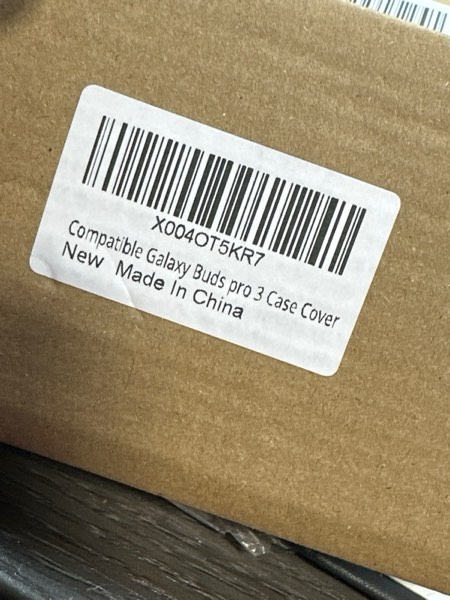 X004OT5KR7
Compatible Galaxy Buds pro 3 Case Cover
New Made In China